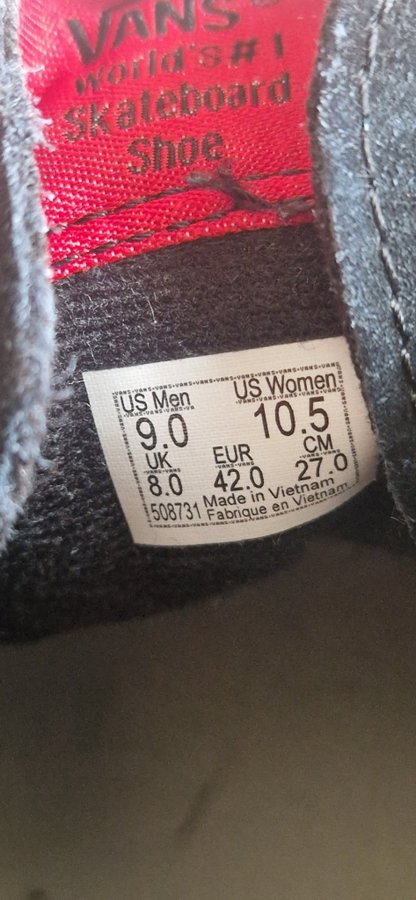 VANS
World's #1
Skateboard
Shoe
US Men US Women
9.0 10.5
UK EUR CM
8.0 42.0 27.0
508731 Made in Vietnam
Fabriqué en Vietnam